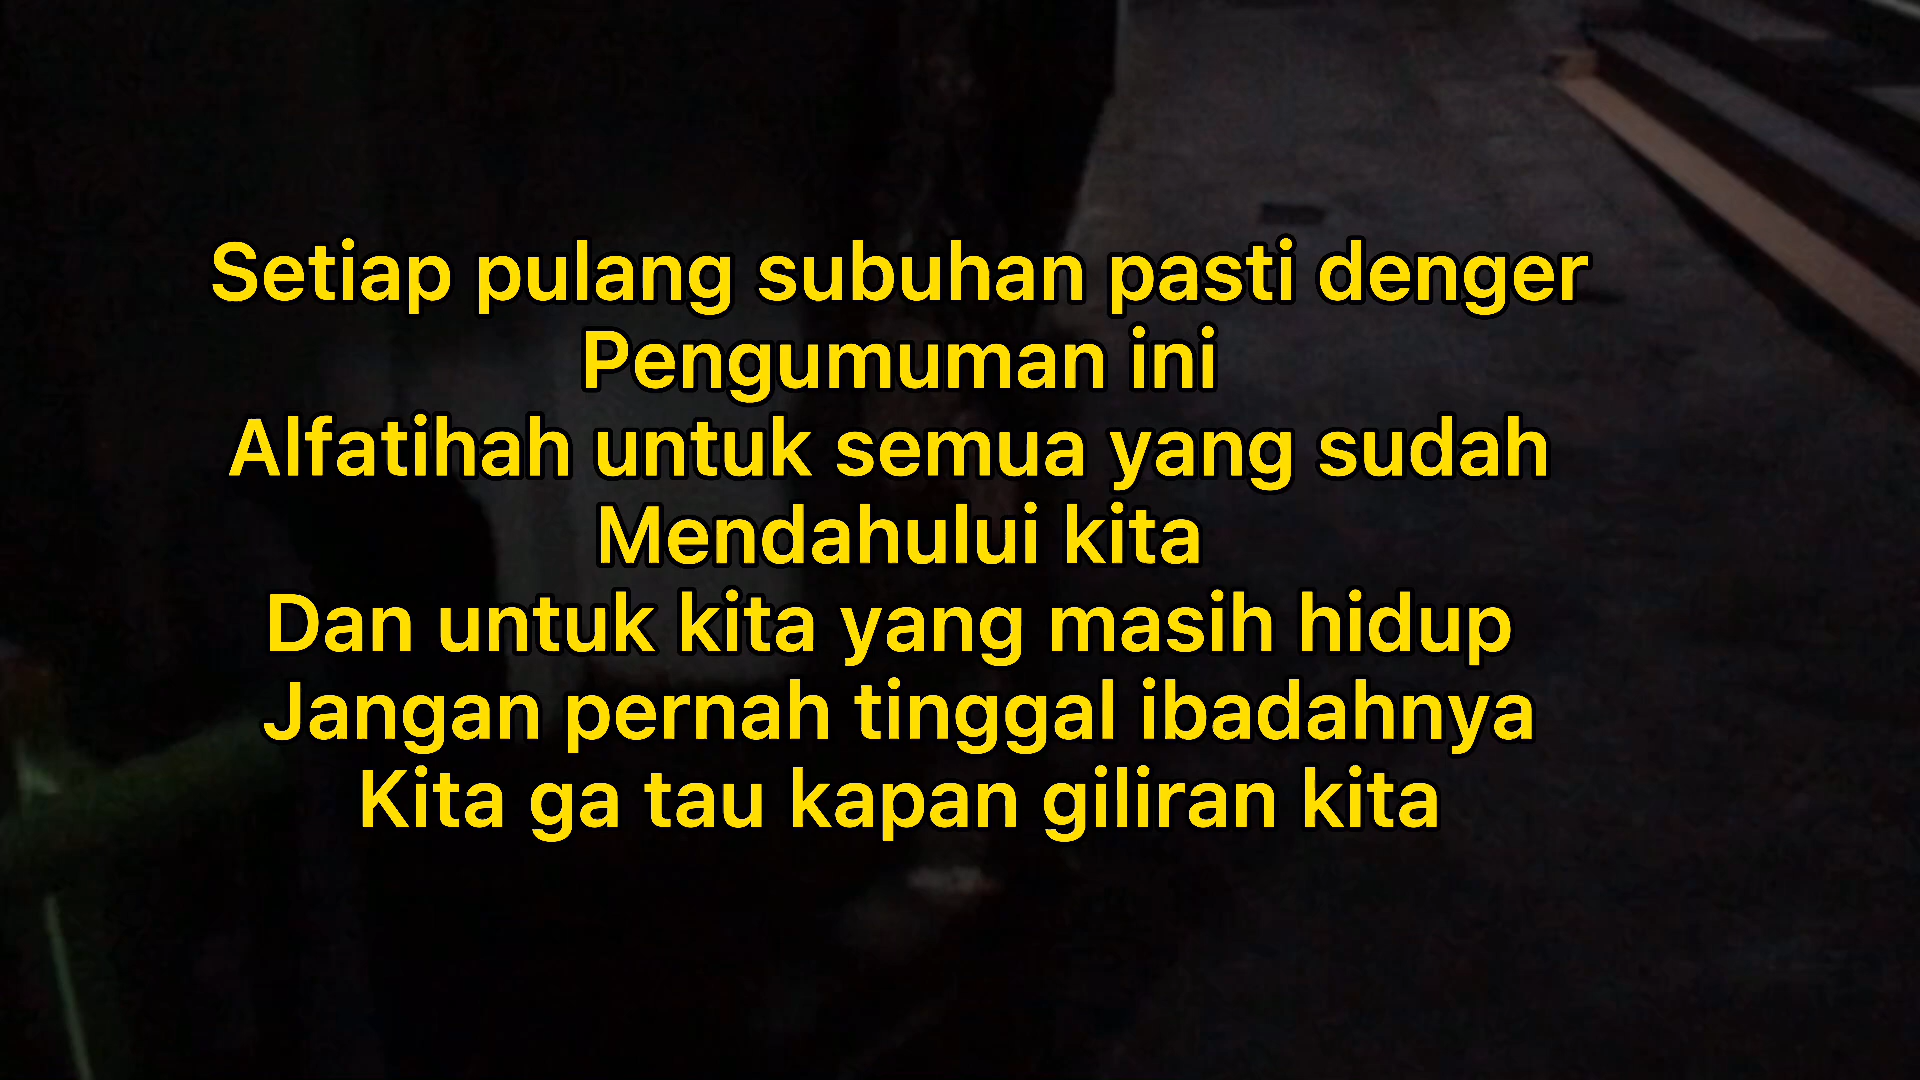 Setiap pulang subuhan pasti denger
Pengumuman ini
Alfatihah untuk semua yang sudah
Mendahului kita
Dan untuk kita yang masih hidup
Jangan pernah tinggal ibadahnya
Kita ga tau kapan giliran kita